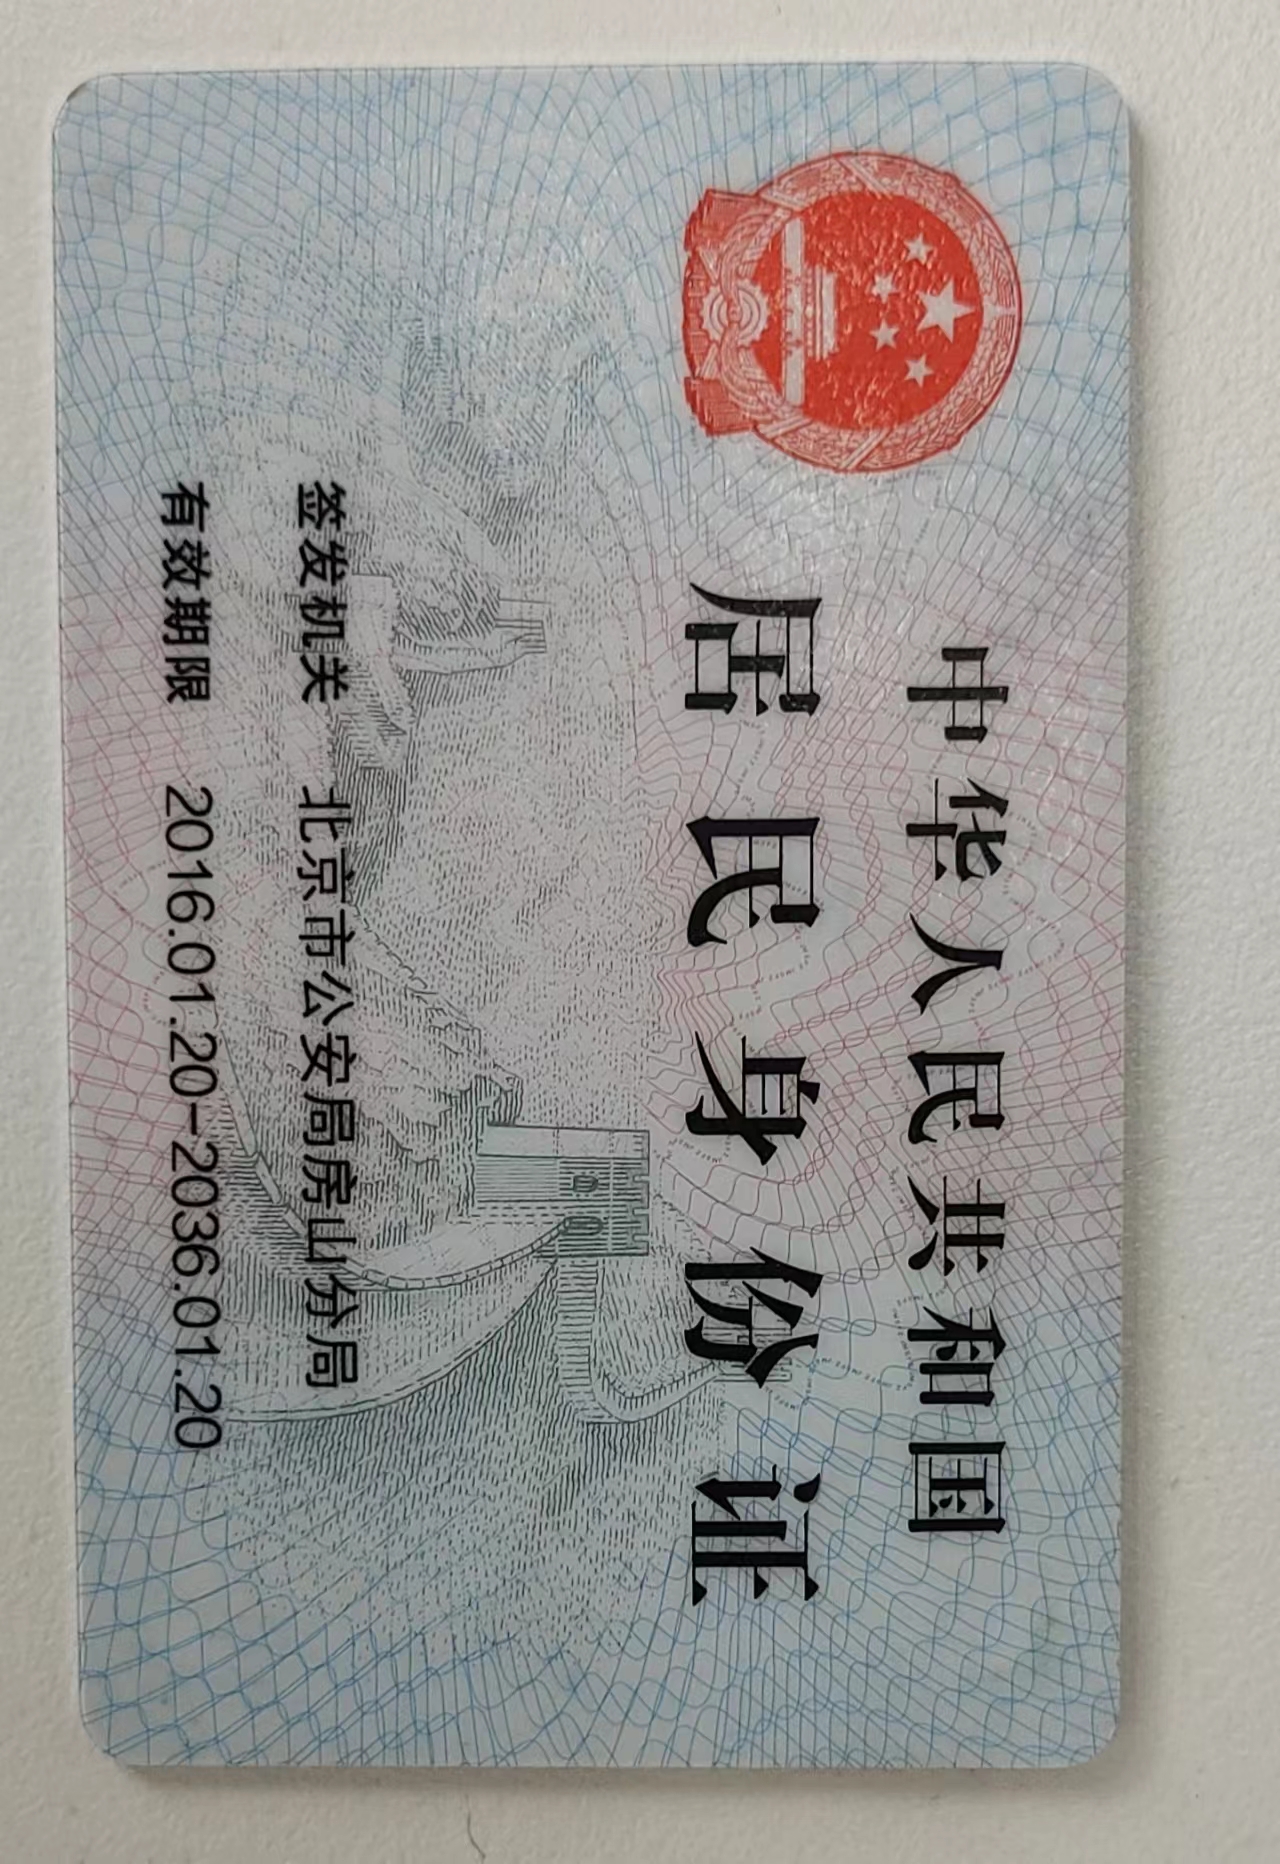 中华人民共和国
居民身份证
签发机关 北京市公安局房山分局
有效期限 2016.01.20-2036.01.20